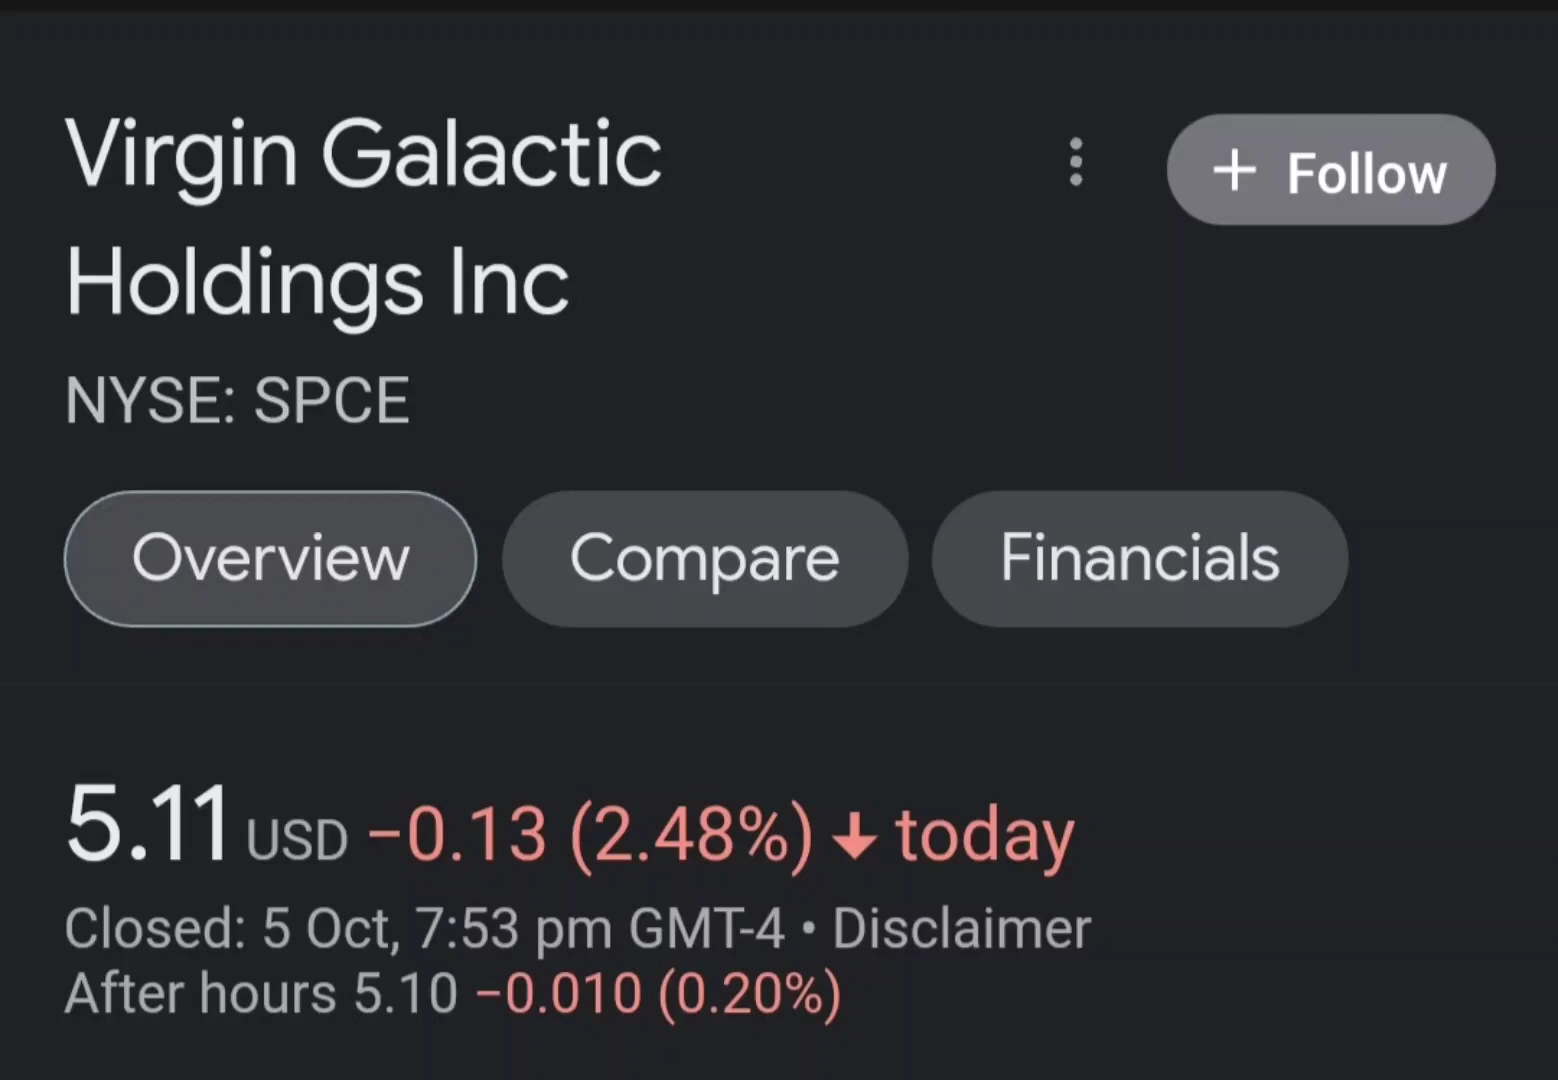 Virgin Galactic
Holdings Inc
+ Follow
NYSE: SPCE
Overview Compare Financials
5.11 USD −0.13 (2.48%) ↓ today
Closed: 5 Oct, 7:53 pm GMT-4 • Disclaimer
After hours 5.10 −0.010 (0.20%)